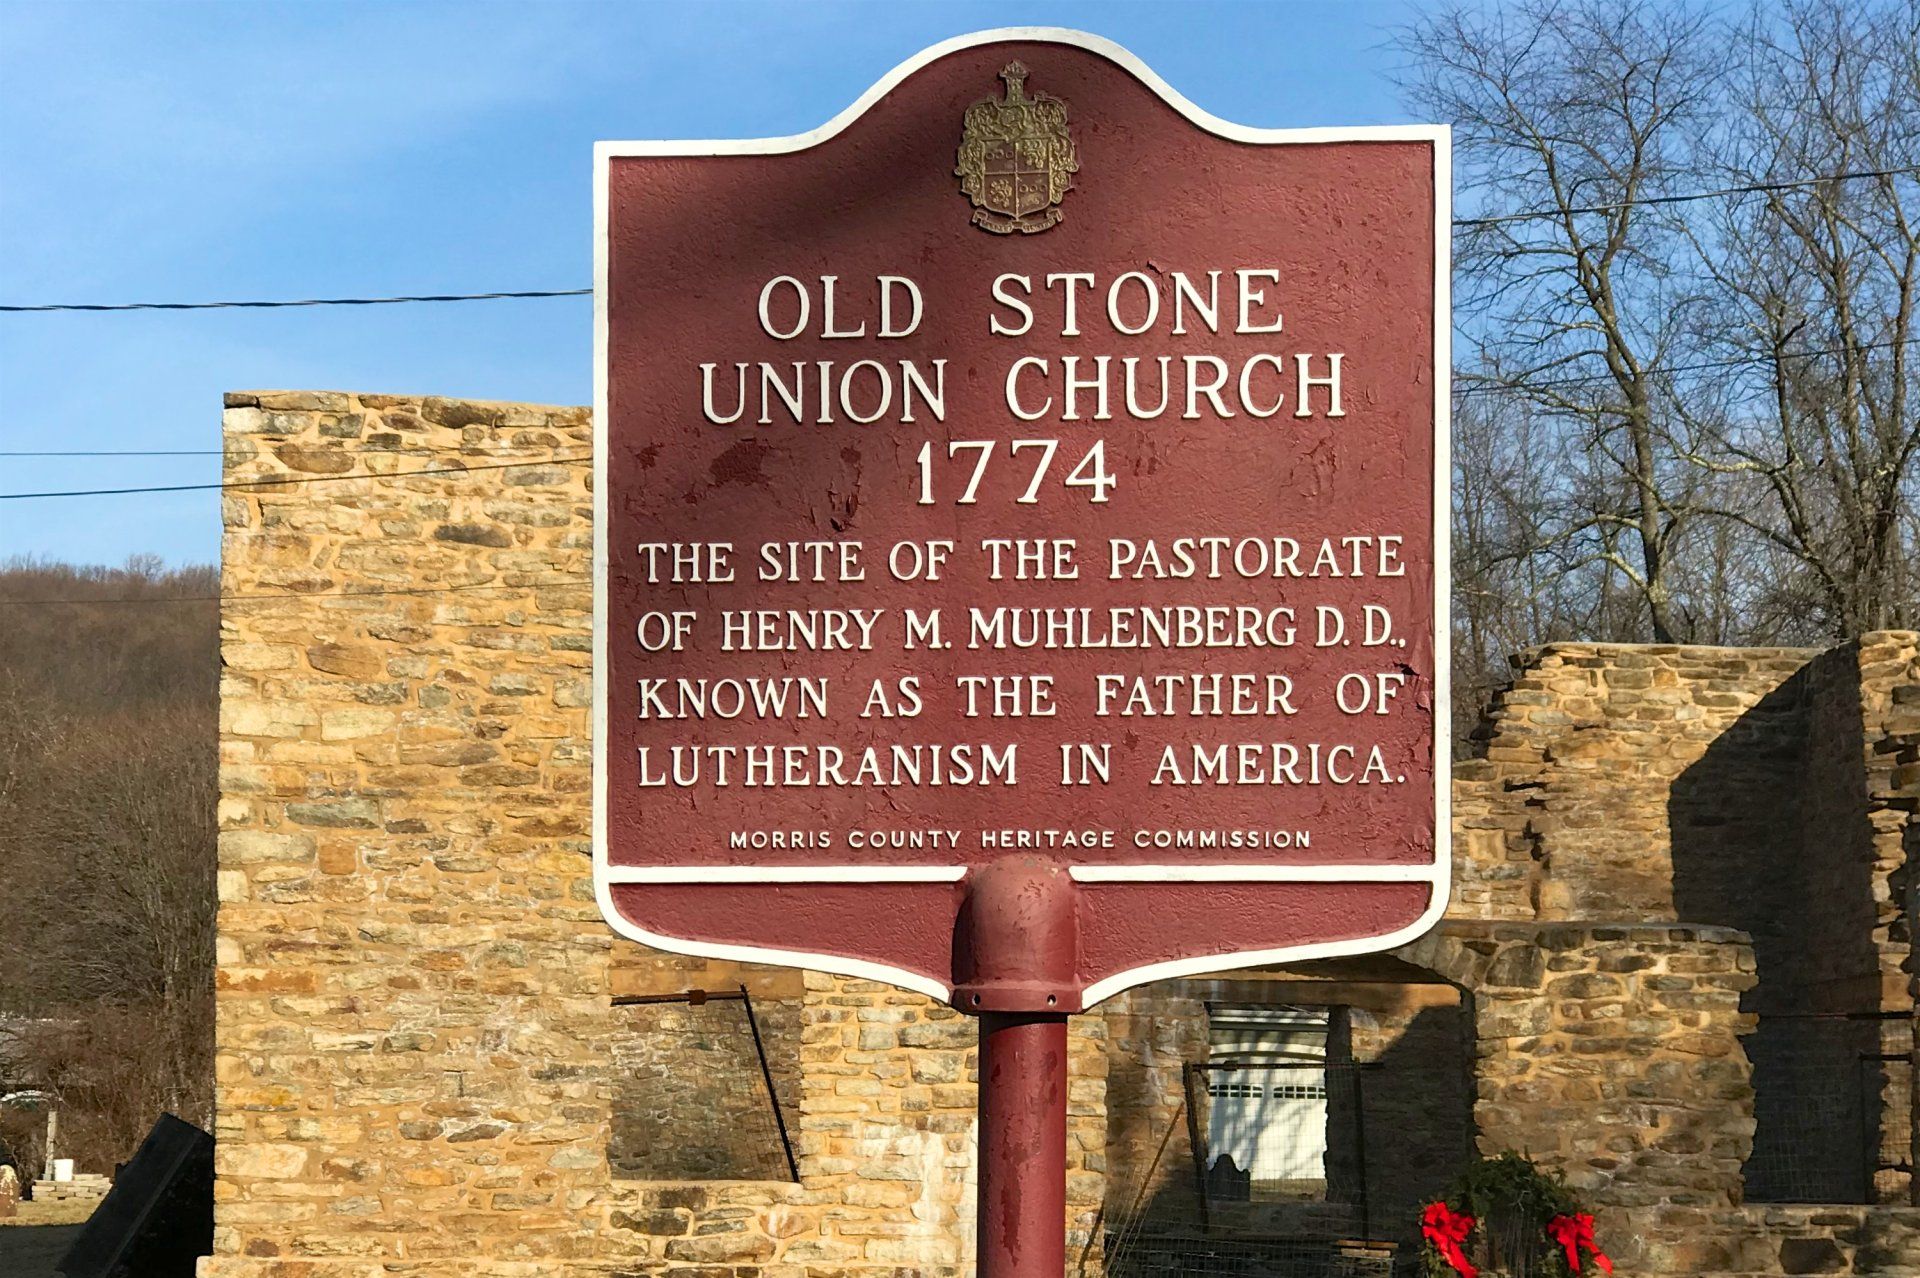 OLD STONE
UNION CHURCH
1774
THE SITE OF THE PASTORATE
OF HENRY M. MUHLENBERG D. D.,
KNOWN AS THE FATHER OF
LUTHERANISM IN AMERICA.
MORRIS COUNTY HERITAGE COMMISSION